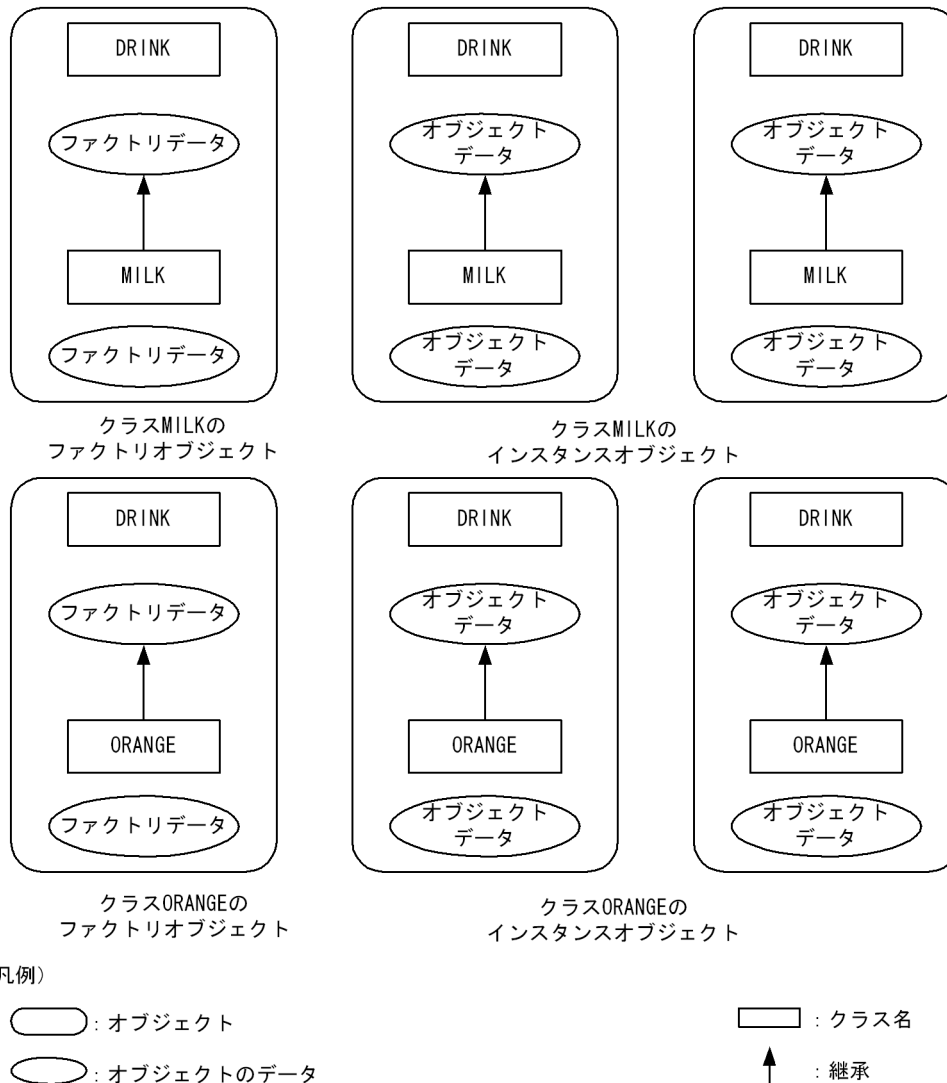 DRINK
DRINK
DRINK
ファクトリデータ
オブジェクト
データ
オブジェクト
データ
MILK
MILK
MILK
ファクトリデータ
オブジェクト
データ
オブジェクト
データ
クラスMILKの
ファクトリオブジェクト
クラスMILKの
インスタンスオブジェクト
DRINK
DRINK
DRINK
ファクトリデータ
オブジェクト
データ
オブジェクト
データ
ORANGE
ORANGE
ORANGE
ファクトリデータ
オブジェクト
データ
オブジェクト
データ
クラスORANGEの
ファクトリオブジェクト
クラスORANGEの
インスタンスオブジェクト
凡例）
：オブジェクト
：クラス名
：オブジェクトのデータ
：継承